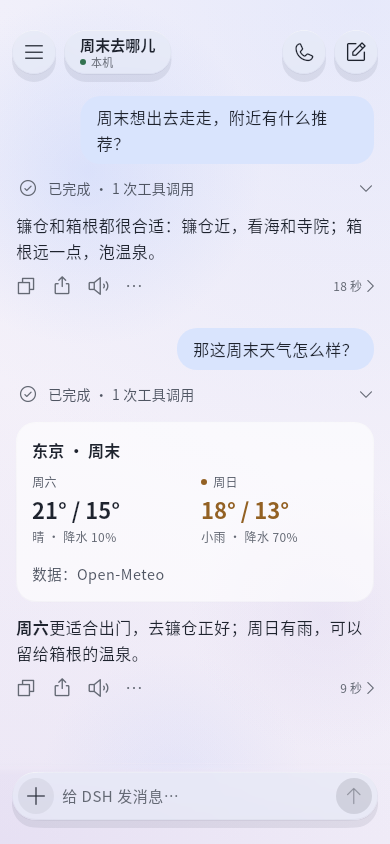 周末去哪儿
本机
周末想出去走走，附近有什么推
荐？
已完成 · 1 次工具调用
镰仓和箱根都很合适：镰仓近，看海和寺院；箱
根远一点，泡温泉。
18 秒
那这周末天气怎么样？
已完成 · 1 次工具调用
东京 · 周末
周六
21° / 15°
晴 · 降水 10%
周日
18° / 13°
小雨 · 降水 70%
数据：Open-Meteo
周六更适合出门，去镰仓正好；周日有雨，可以
留给箱根的温泉。
9 秒
给 DSH 发消息…